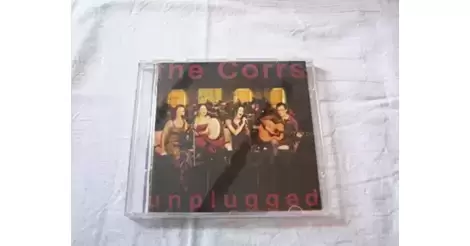 The Corrs
unplugged